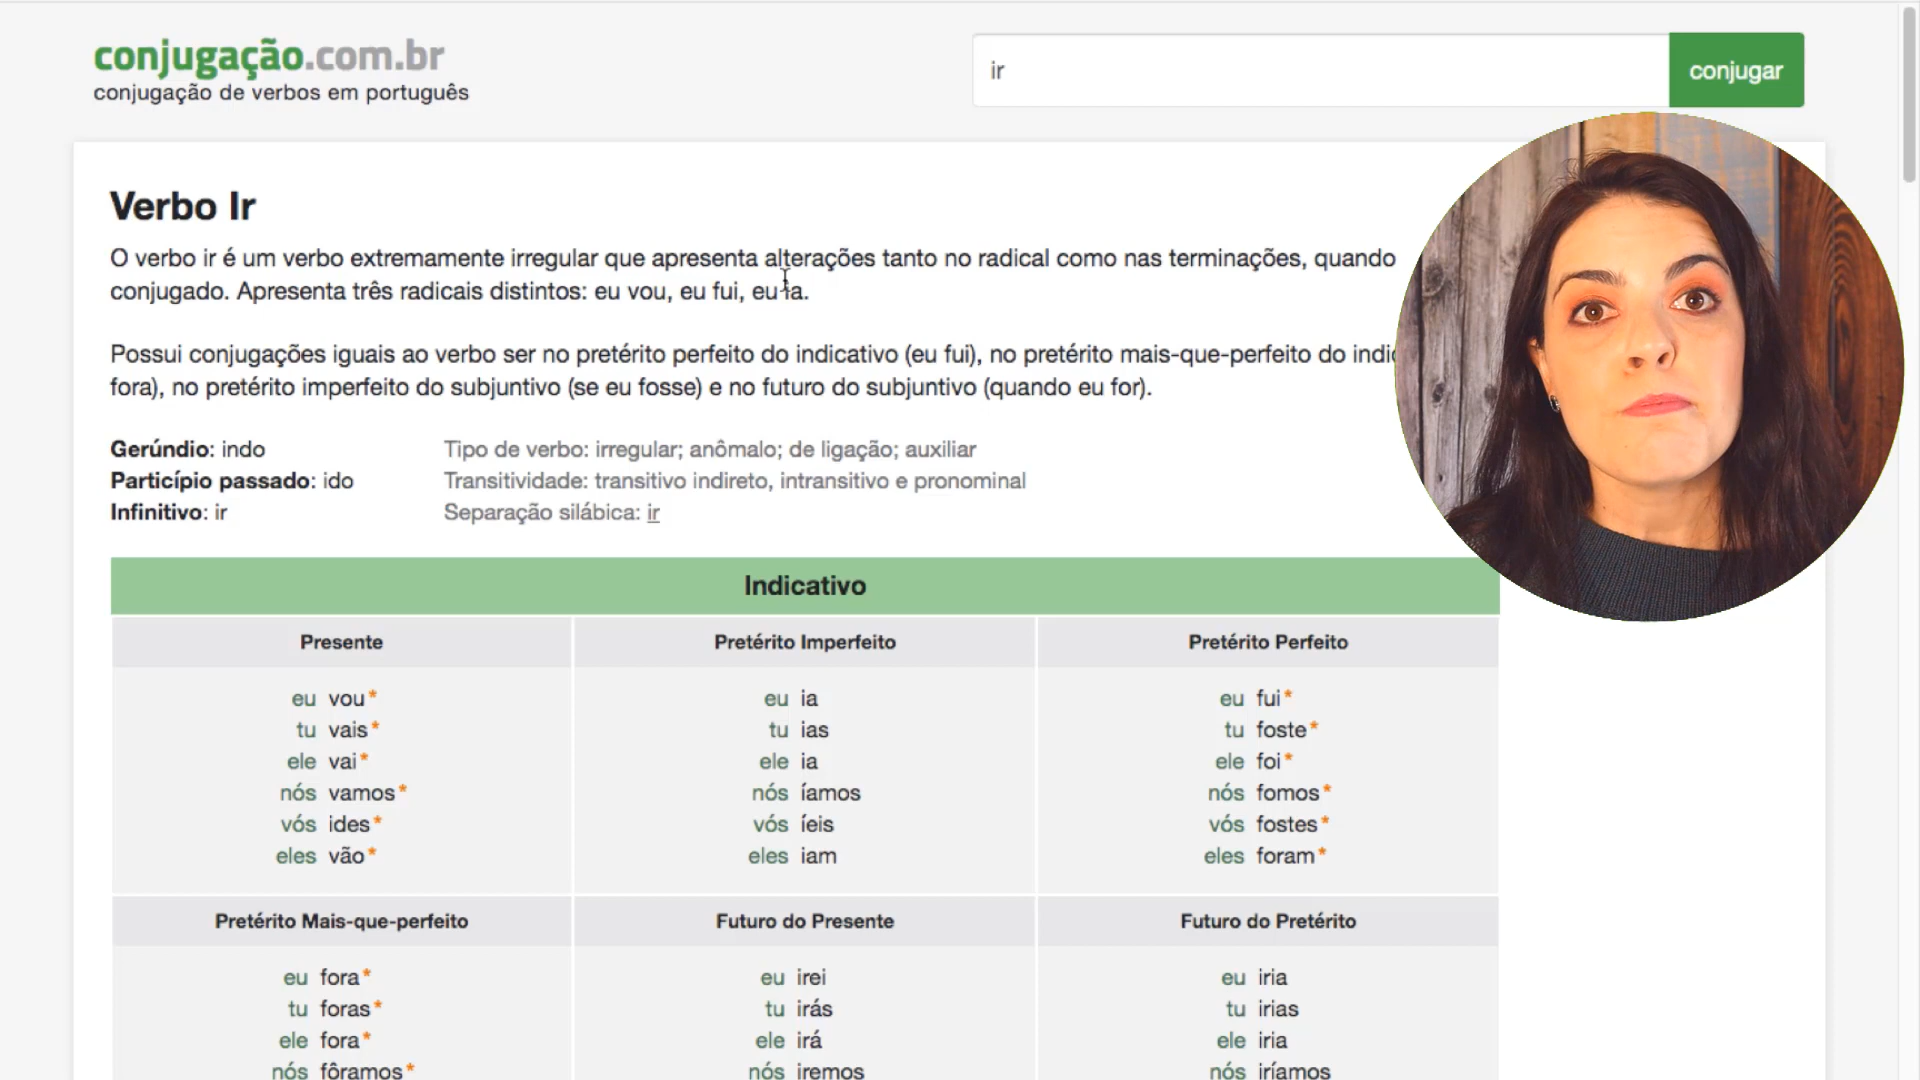 conjugação.com.br
conjugação de verbos em português
ir
conjugar
Verbo Ir
O verbo ir é um verbo extremamente irregular que apresenta alterações tanto no radical como nas terminações, quando
conjugado. Apresenta três radicais distintos: eu vou, eu fui, eu ia.
Possui conjugações iguais ao verbo ser no pretérito perfeito do indicativo (eu fui), no pretérito mais-que-perfeito do
fora), no pretérito imperfeito do subjuntivo (se eu fosse) e no futuro do subjuntivo (quando eu for).
Gerúndio: indo
Particípio passado: ido
Infinitivo: ir
Tipo de verbo: irregular; anômalo; de ligação; auxiliar
Transitividade: transitivo indireto, intransitivo e pronominal
Separação silábica: ir
Indicativo
Presente
eu vou*
tu vais*
ele vai*
nós vamos*
vós ides*
eles vão*
Pretérito Imperfeito
eu ia
tu ias
ele ia
nós íamos
vós íeis
eles iam
Pretérito Perfeito
eu fui*
tu foste*
ele foi*
nós fomos*
vós fostes*
eles foram*
Pretérito Mais-que-perfeito
eu fora*
tu foras*
ele fora*
nós fôramos*
Futuro do Presente
eu irei
tu irás
ele irá
nós iremos
Futuro do Pretérito
eu iria
tu irias
ele iria
nós iríamos